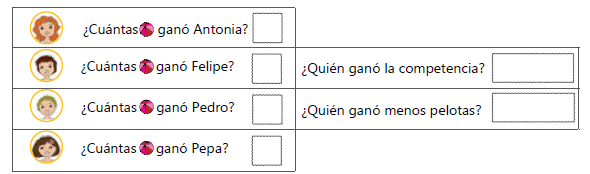 ¿Cuántas ganó Antonia?
¿Cuántas ganó Felipe?
¿Quién ganó la competencia?
¿Cuántas ganó Pedro?
¿Quién ganó menos pelotas?
¿Cuántas ganó Pepa?